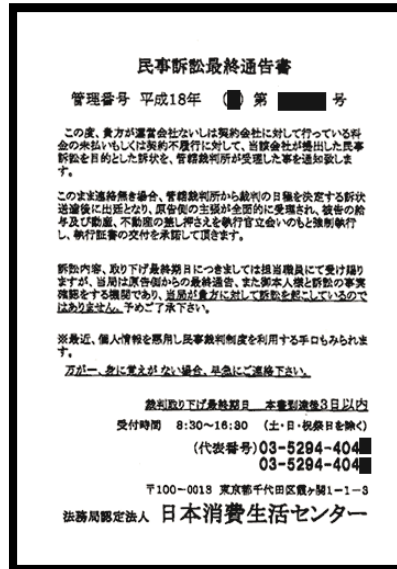 民事訴訟最終通告書
管理番号 平成18年 ( ) 第 号
この度、貴方が運営会社ないしは契約会社に対して行っている料
金の未払いもしくは契約不履行に対して、当該会社が提出した民事
訴訟を目的とした訴状を、管轄裁判所が受理した事を通知致しま
す。
このまま連絡無き場合、管轄裁判所から裁判の日程を決定する訴状
送達後に出廷となり、原告側の主張が全面的に受理され、被告の給
与及び動産、不動産の差し押さえを執行官立会いのもと強制執行
し、執行証書の交付を承諾して頂きます。
訴訟内容、取り下げ最終期日につきましては担当職員にて受け賜り
ますが、当局は原告側からの最終通告、また御本人様と訴訟の事実
確認をする機関であり、当局が貴方に対して訴訟を起こしているので
はありません。予めご了承下さい。
※最近、個人情報を悪用し民事裁判制度を利用する手口もみられま
す。
万が一、身に覚えがない場合、早急にご連絡下さい。
裁判取り下げ最終期日 本書到達後3日以内
受付時間 8:30～16:30 (土・日・祝祭日を除く)
(代表番号)03-5294-404
03-5294-404
〒100-0013 東京都千代田区霞ヶ関1-1-3
法務局認定法人 日本消費生活センター